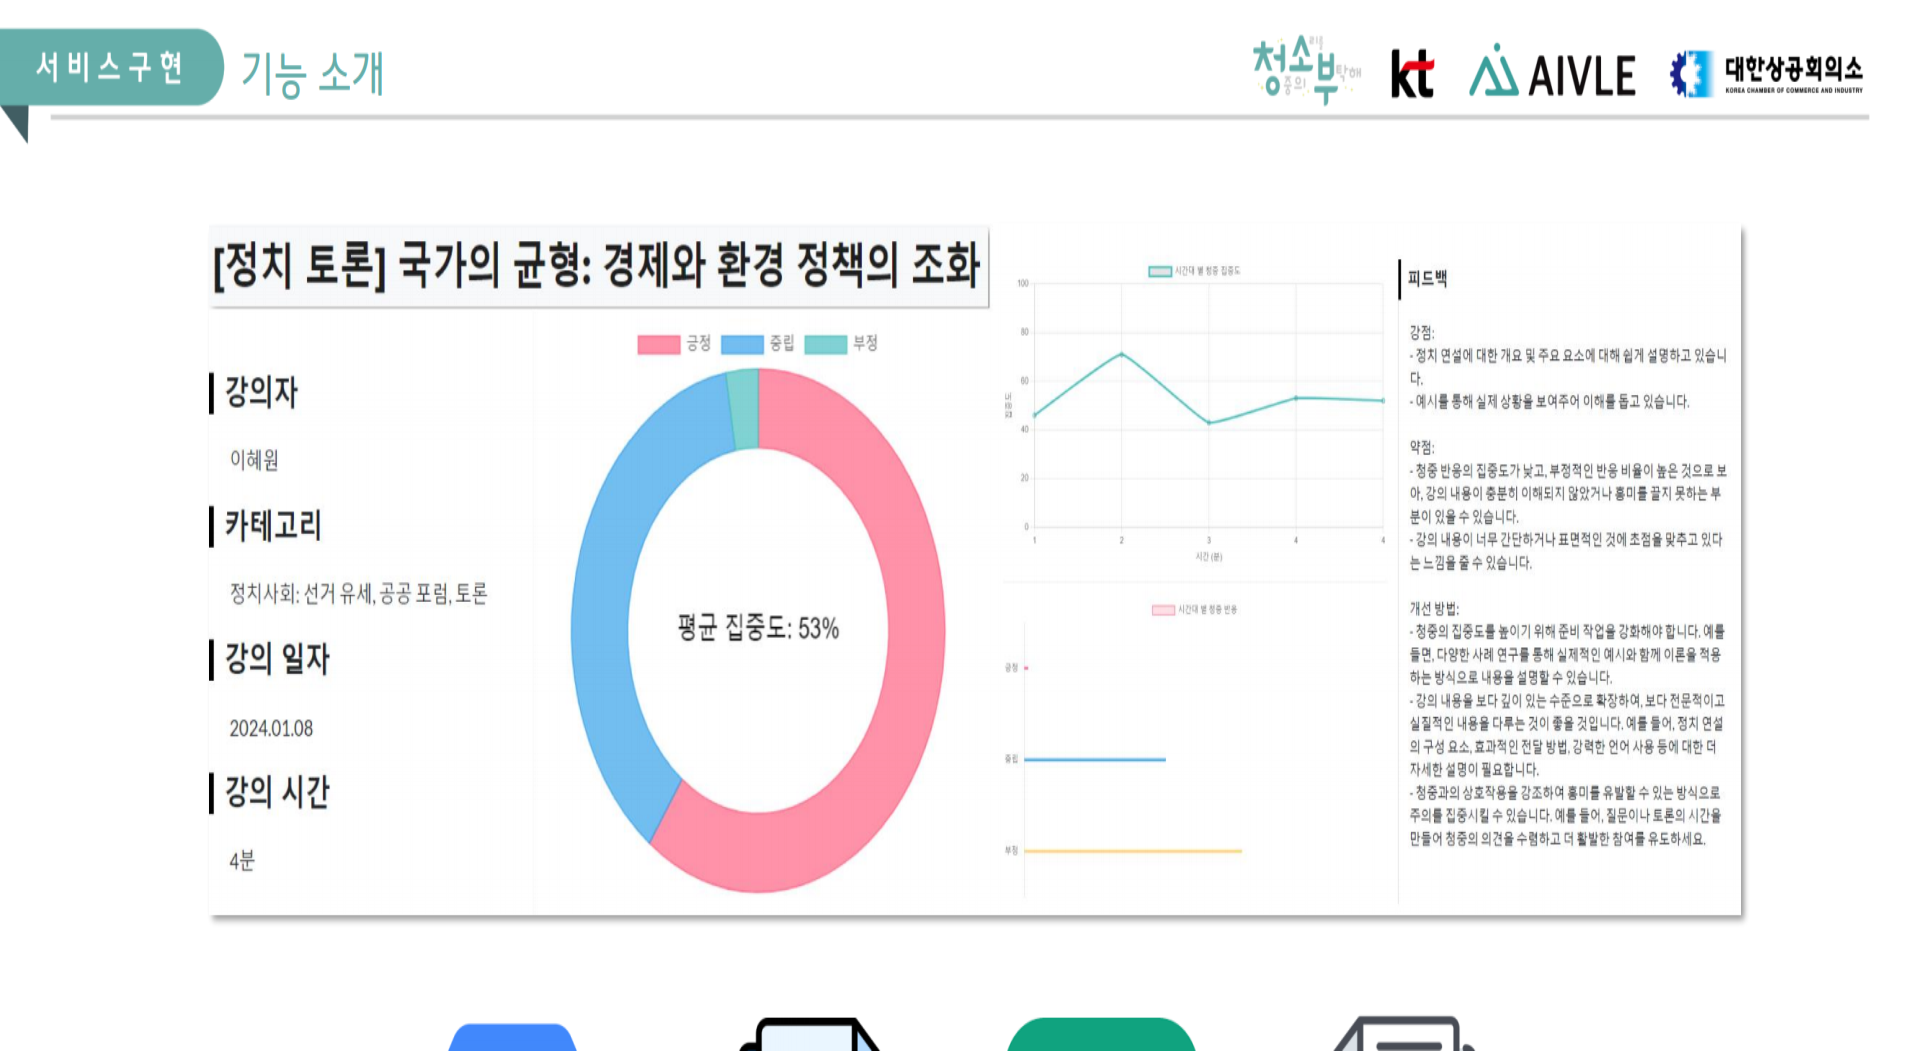 서비스구현
기능 소개
청소부
중의
탁해
kt
AIVLE
대한상공회의소
KOREA CHAMBER OF COMMERCE AND INDUSTRY
[정치 토론] 국가의 균형: 경제와 환경 정책의 조화
강의자
이혜원
카테고리
정치사회: 선거 유세, 공공 포럼, 토론
강의 일자
2024.01.08
강의 시간
4분
긍정 중립 부정
평균 집중도: 53%
시간대 별 청중 집중도
100
80
60
40
20
0
집중도
1 2 3 4 4
시간 (분)
시간대 별 청중 반응
긍정
중립
부정
피드백
강점:
- 정치 연설에 대한 개요 및 주요 요소에 대해 쉽게 설명하고 있습니
다.
- 예시를 통해 실제 상황을 보여주어 이해를 돕고 있습니다.
약점:
- 청중 반응의 집중도가 낮고, 부정적인 반응 비율이 높은 것으로 보
아, 강의 내용이 충분히 이해되지 않았거나 흥미를 끌지 못하는 부
분이 있을 수 있습니다.
- 강의 내용이 너무 간단하거나 표면적인 것에 초점을 맞추고 있다
는 느낌을 줄 수 있습니다.
개선 방법:
- 청중의 집중도를 높이기 위해 준비 작업을 강화해야 합니다. 예를
들면, 다양한 사례 연구를 통해 실제적인 예시와 함께 이론을 적용
하는 방식으로 내용을 설명할 수 있습니다.
- 강의 내용을 보다 깊이 있는 수준으로 확장하여, 보다 전문적이고
실질적인 내용을 다루는 것이 좋을 것입니다. 예를 들어, 정치 연설
의 구성 요소, 효과적인 전달 방법, 강력한 언어 사용 등에 대한 더
자세한 설명이 필요합니다.
- 청중과의 상호작용을 강조하여 흥미를 유발할 수 있는 방식으로
주의를 집중시킬 수 있습니다. 예를 들어, 질문이나 토론의 시간을
만들어 청중의 의견을 수렴하고 더 활발한 참여를 유도하세요.